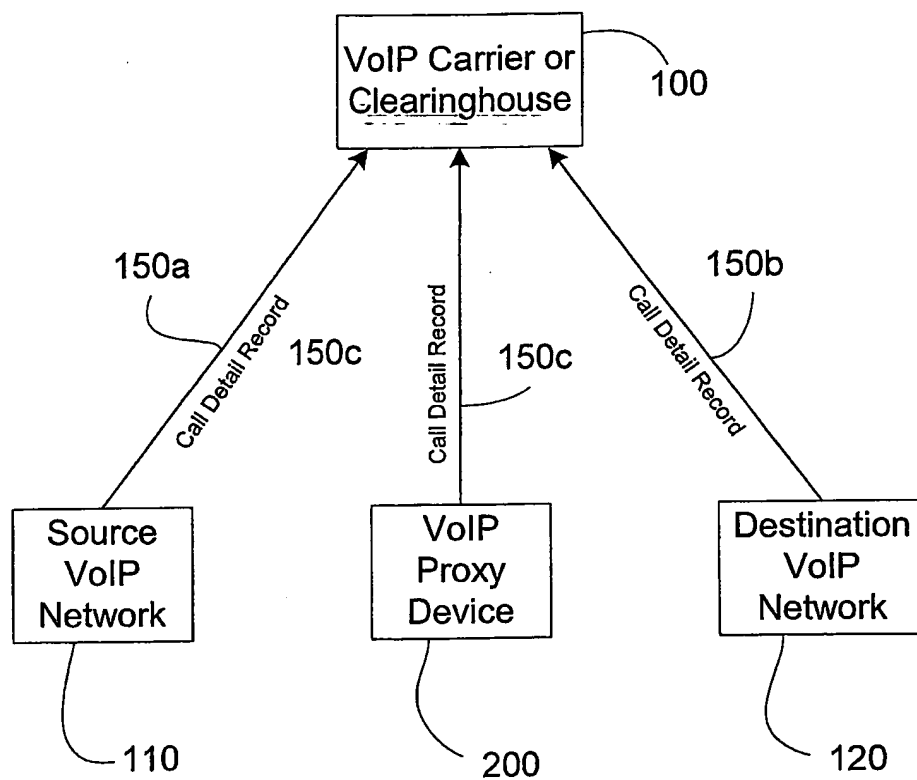 VoIP Carrier or
Clearinghouse
100
150a
Call Detail Record
150c
Call Detail Record
150c
150b
Call Detail Record
Source
VoIP
Network
VoIP
Proxy
Device
Destination
VoIP
Network
110
200
120